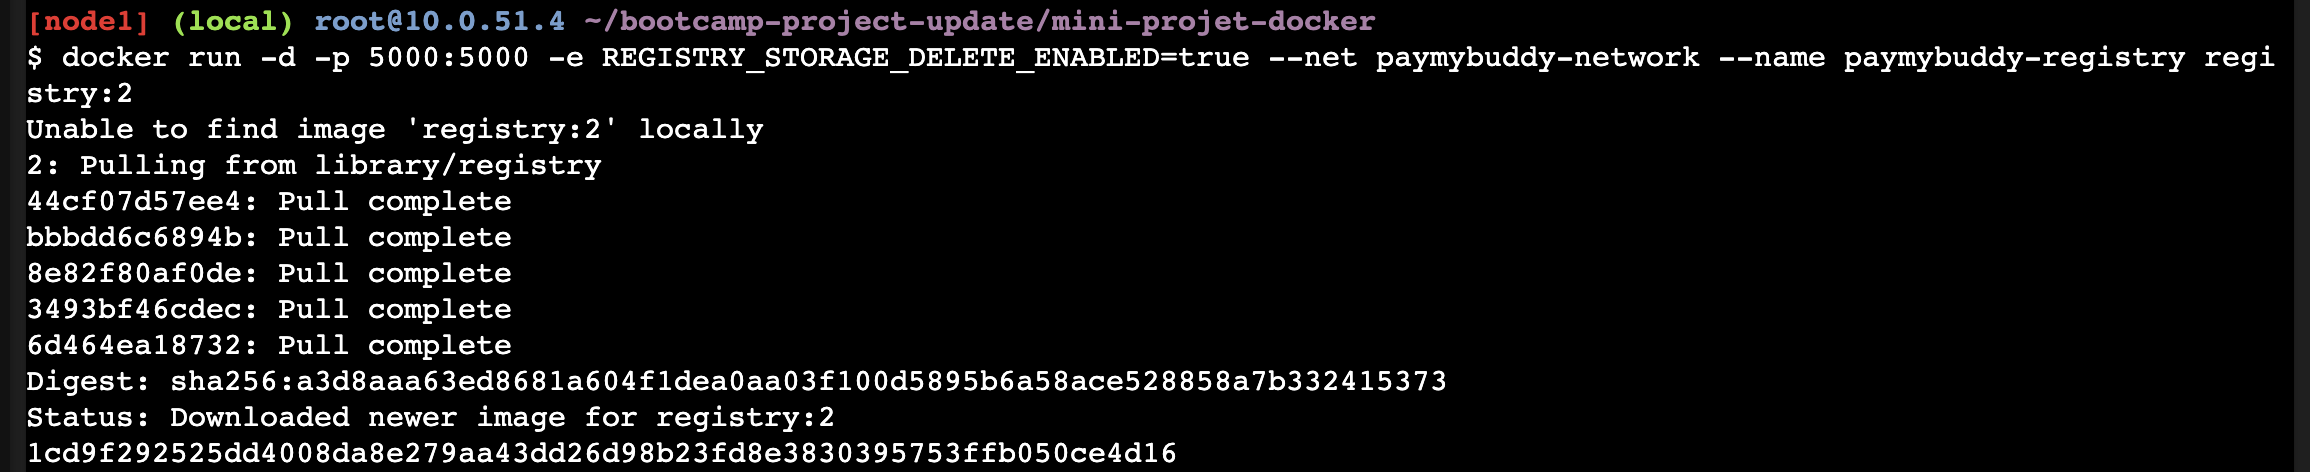 [node1] (local) root@10.0.51.4 ~/bootcamp-project-update/mini-projet-docker
$ docker run -d -p 5000:5000 -e REGISTRY_STORAGE_DELETE_ENABLED=true --net paymybuddy-network --name paymybuddy-registry regi
stry:2
Unable to find image 'registry:2' locally
2: Pulling from library/registry
44cf07d57ee4: Pull complete
bbbdd6c6894b: Pull complete
8e82f80af0de: Pull complete
3493bf46cdec: Pull complete
6d464ea18732: Pull complete
Digest: sha256:a3d8aaa63ed8681a604f1dea0aa03f100d5895b6a58ace528858a7b332415373
Status: Downloaded newer image for registry:2
1cd9f292525dd4008da8e279aa43dd26d98b23fd8e3830395753ffb050ce4d16